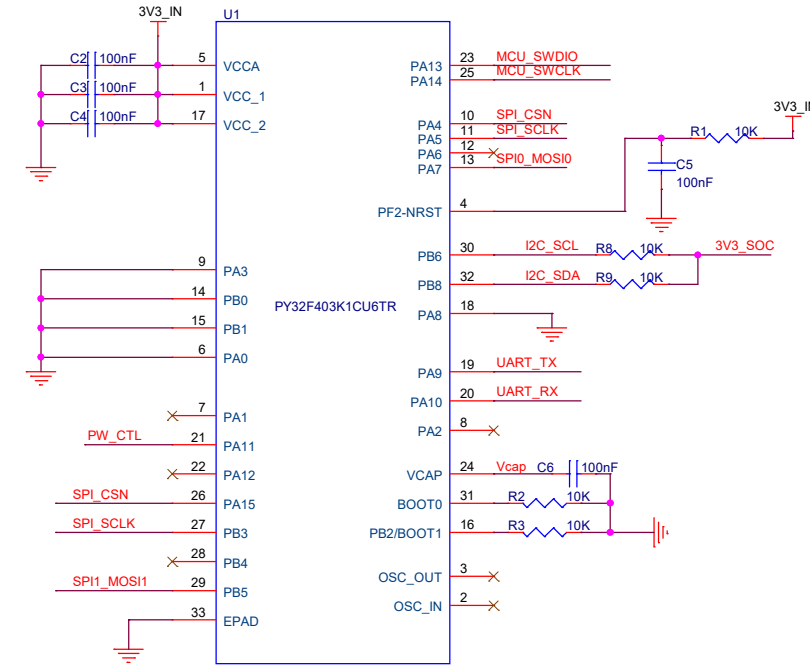 3V3_IN
U1
C2 100nF
5
VCCA
C3 100nF
1
VCC_1
C4 100nF
17
VCC_2
9
PA3
14
PB0
15
PB1
6
PA0
7
PA1
PW_CTL
21
PA11
22
PA12
SPI_CSN
26
PA15
SPI_SCLK
27
PB3
28
PB4
SPI1_MOSI1
29
PB5
33
EPAD
PY32F403K1CU6TR
PA13
23
MCU_SWDIO
PA14
25
MCU_SWCLK
PA4
10
SPI_CSN
PA5
11
SPI_SCLK
PA6
12
PA7
13
SPI0_MOSI0
3V3_IN
R1 10K
C5
100nF
PF2-NRST
4
PB6
30
I2C_SCL
R8 10K
3V3_SOC
PB8
32
I2C_SDA
R9 10K
PA8
18
PA9
19
UART_TX
PA10
20
UART_RX
PA2
8
VCAP
24
Vcap
C6 100nF
BOOT0
31
R2 10K
PB2/BOOT1
16
R3 10K
OSC_OUT
3
OSC_IN
2